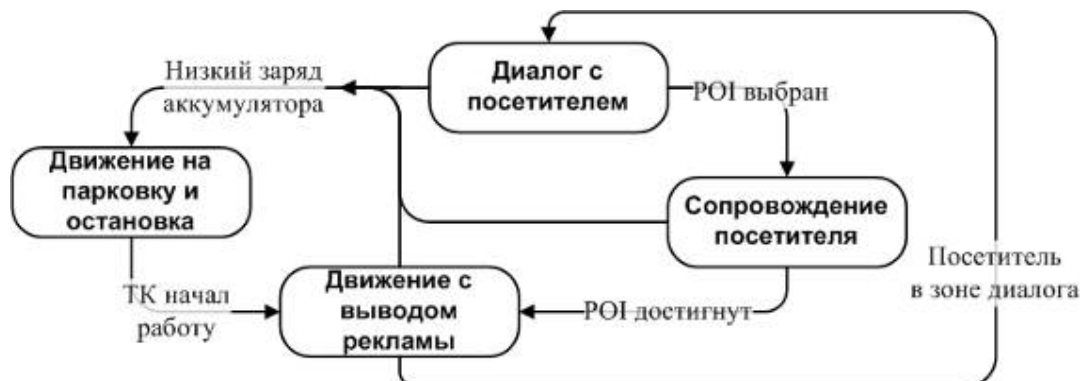 Диалог с
посетителем
Низкий заряд
аккумулятора
POI выбран
Движение на
парковку и
остановка
Сопровождение
посетителя
Посетитель
в зоне диалога
ТК начал
работу
Движение с
выводом
рекламы
POI достигнут